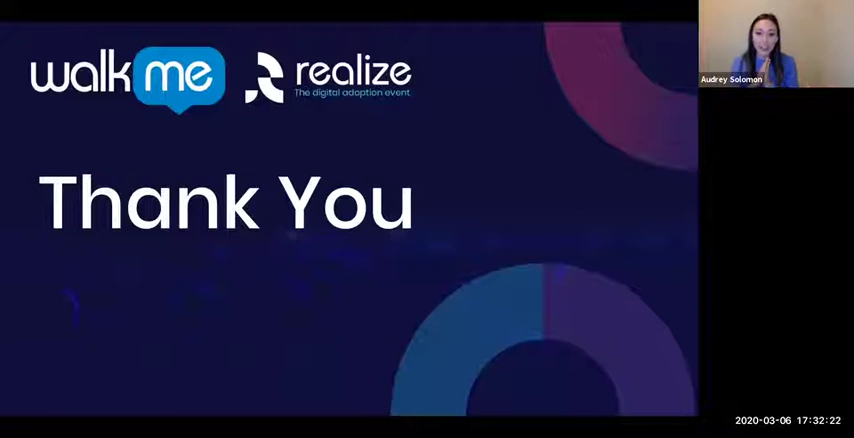 walkme
realize
The digital adoption event
Thank You
Audrey Solomon
2020-03-06 17:32:22